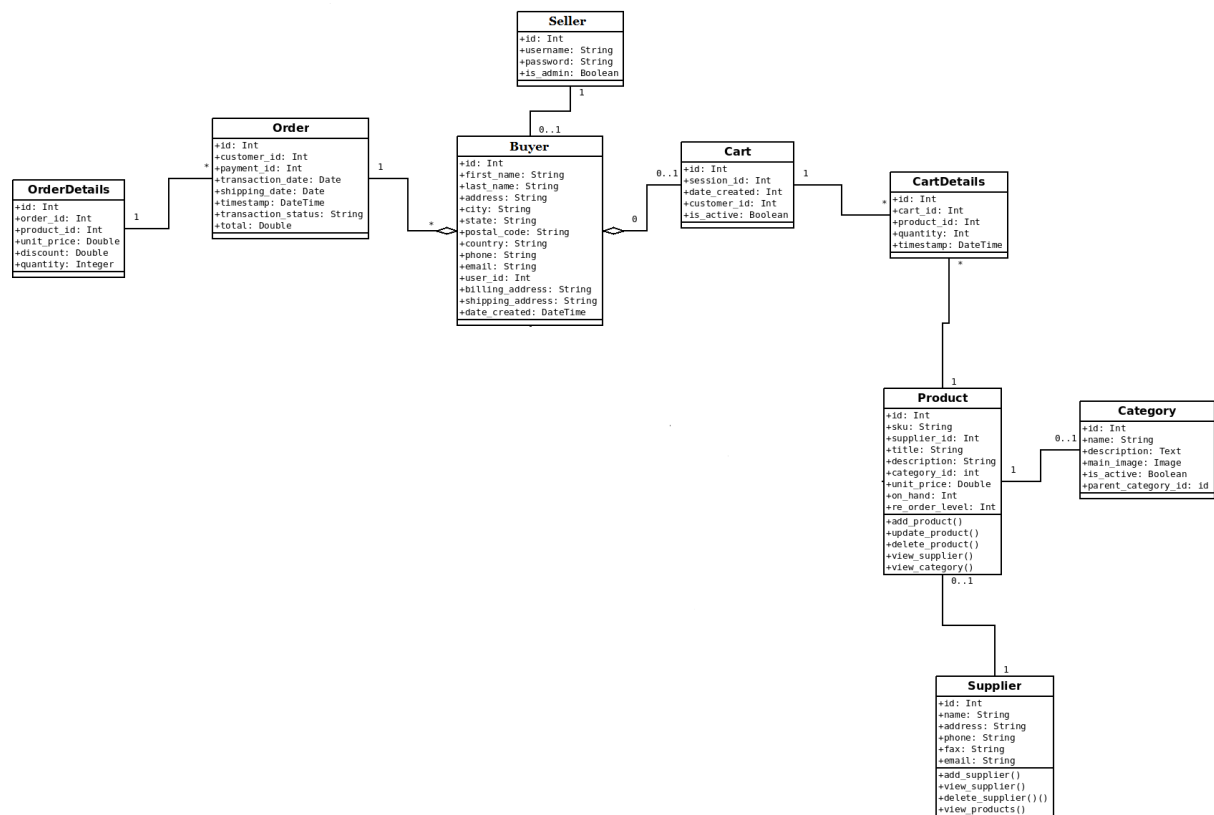 Seller
+id: Int
+username: String
+password: String
+is_admin: Boolean
1
0..1
Order
+id: Int
+customer_id: Int
+payment_id: Int
+transaction_date: Date
+shipping_date: Date
+timestamp: DateTime
+transaction_status: String
+total: Double
*
1
*
OrderDetails
+id: Int
+order_id: Int
+product_id: Int
+unit_price: Double
+discount: Double
+quantity: Integer
1
Buyer
+id: Int
+first_name: String
+last_name: String
+address: String
+city: String
+state: String
+postal_code: String
+country: String
+phone: String
+email: String
+user_id: Int
+billing_address: String
+shipping_address: String
+date_created: DateTime
0
0..1
Cart
+id: Int
+session_id: Int
+date_created: Int
+customer_id: Int
+is_active: Boolean
1
*
CartDetails
+id: Int
+cart_id: Int
+product_id: Int
+quantity: Int
+timestamp: DateTime
*
1
Product
+id: Int
+sku: String
+supplier_id: Int
+title: String
+description: String
+category_id: int
+unit_price: Double
+on_hand: Int
+re_order_level: Int
+add_product()
+update_product()
+delete_product()
+view_supplier()
+view_category()
1
0..1
Category
+id: Int
+name: String
+description: Text
+main_image: Image
+is_active: Boolean
+parent_category_id: id
0..1
1
Supplier
+id: Int
+name: String
+address: String
+phone: String
+fax: String
+email: String
+add_supplier()
+view_supplier()
+delete_supplier()()
+view_products()